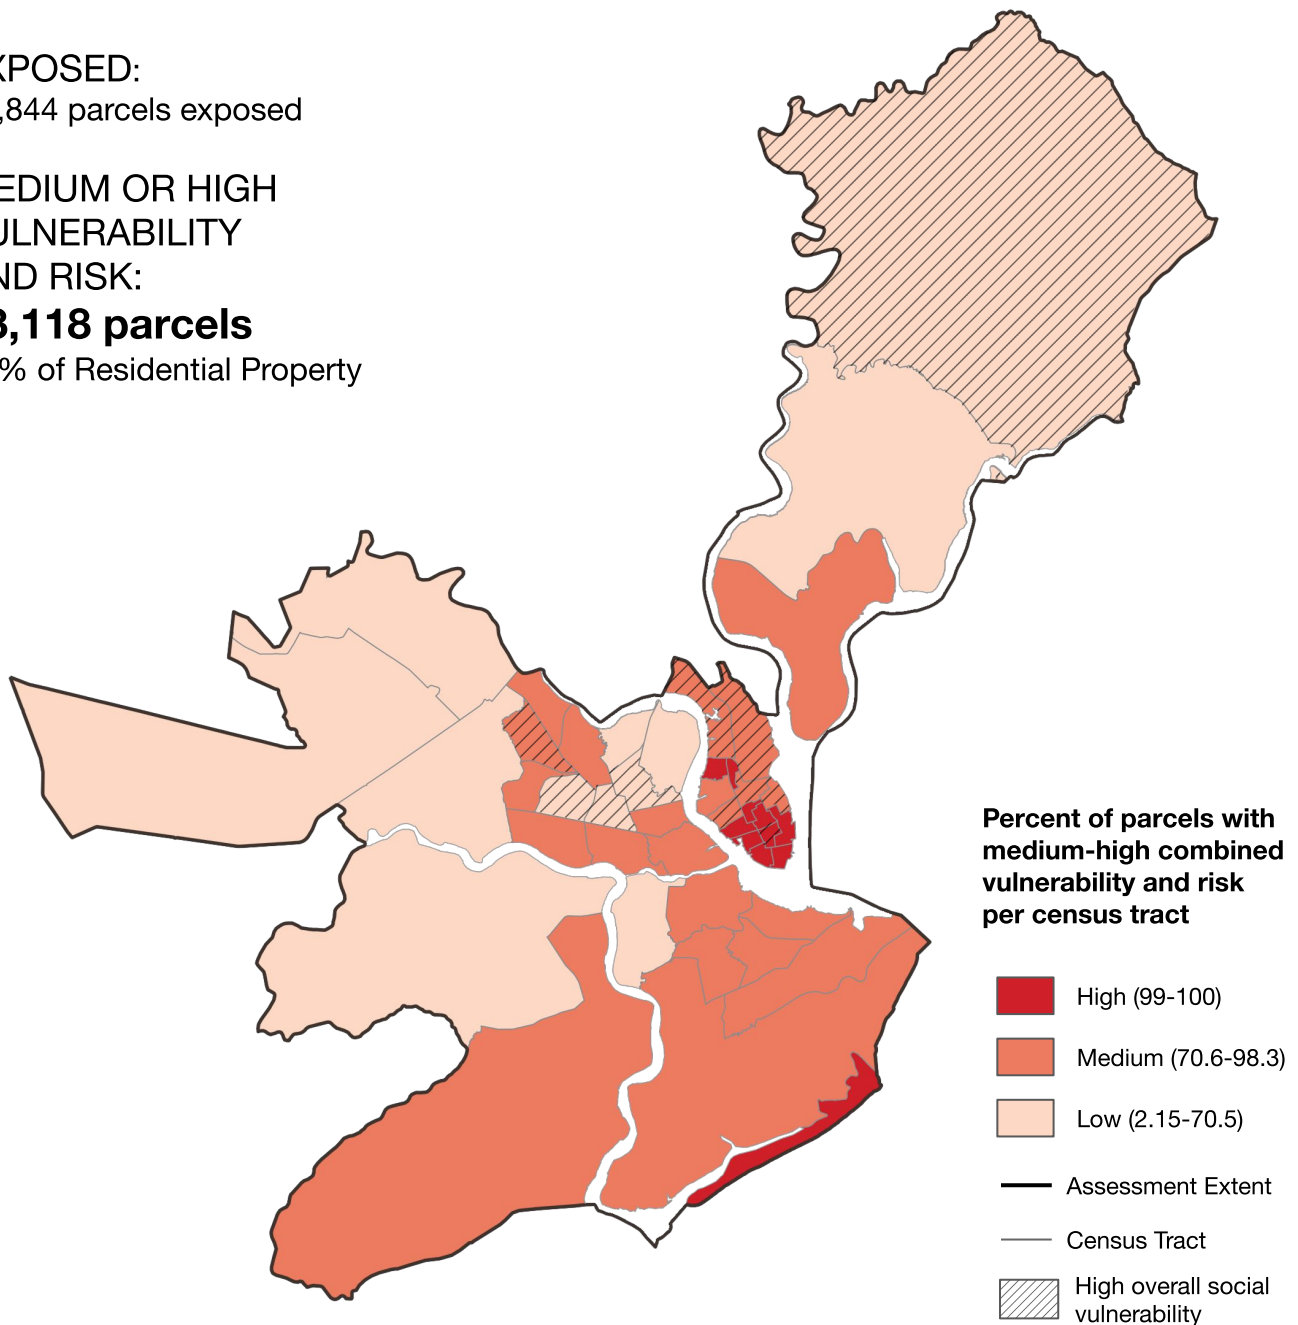 XPOSED:
,844 parcels exposed
EDIUM OR HIGH
ULNERABILITY
ND RISK:
3,118 parcels
% of Residential Property
Percent of parcels with
medium-high combined
vulnerability and risk
per census tract
High (99-100)
Medium (70.6-98.3)
Low (2.15-70.5)
Assessment Extent
Census Tract
High overall social
vulnerability